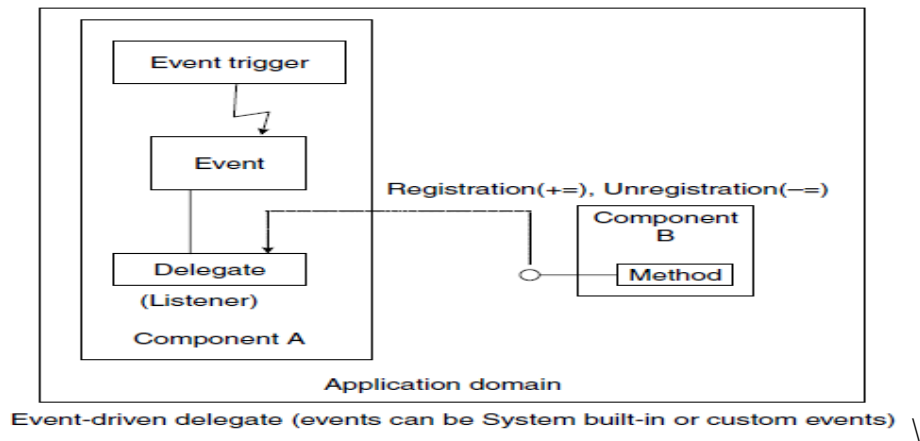 Event trigger
Event
Registration(+=), Unregistration(−=)
Component
B
Delegate
Method
(Listener)
Component A
Application domain
Event-driven delegate (events can be System built-in or custom events)